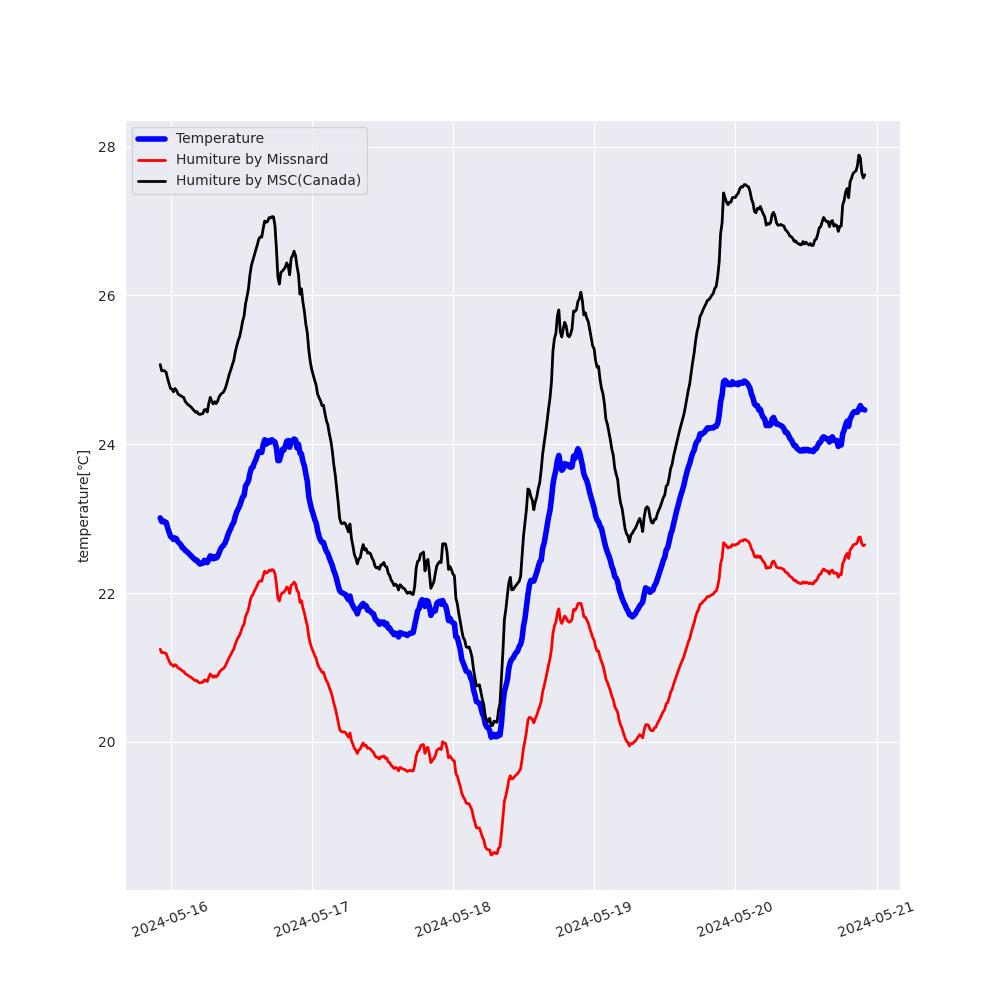 Temperature
Humiture by Missnard
Humiture by MSC(Canada)
28
26
24
22
20
temperature[℃]
2024-05-16
2024-05-17
2024-05-18
2024-05-19
2024-05-20
2024-05-21